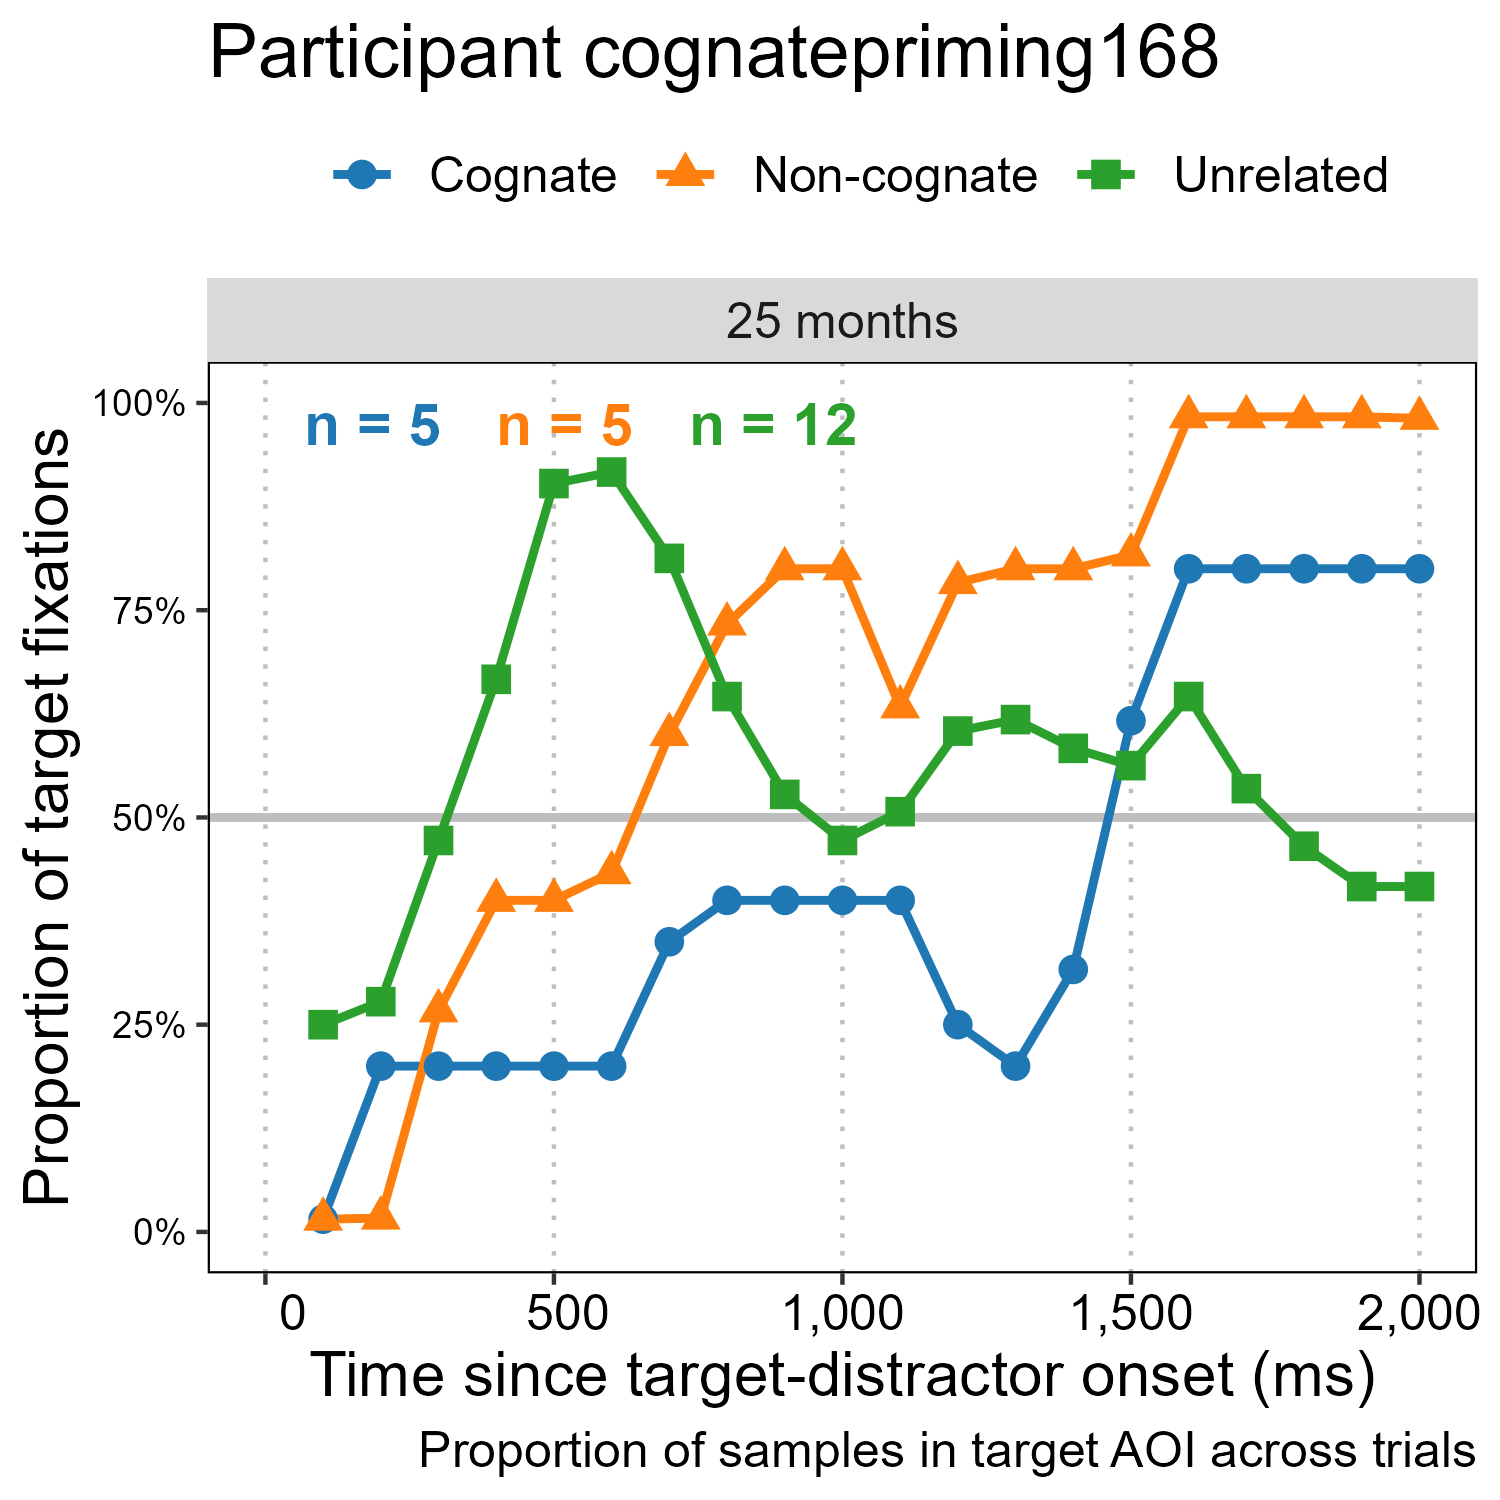 Participant cognatepriming168
Cognate Non-cognate Unrelated
25 months
n = 5 n = 5 n = 12
100%
75%
50%
25%
0%
Proportion of target fixations
0 500 1,000 1,500 2,000
Time since target-distractor onset (ms)
Proportion of samples in target AOI across trials